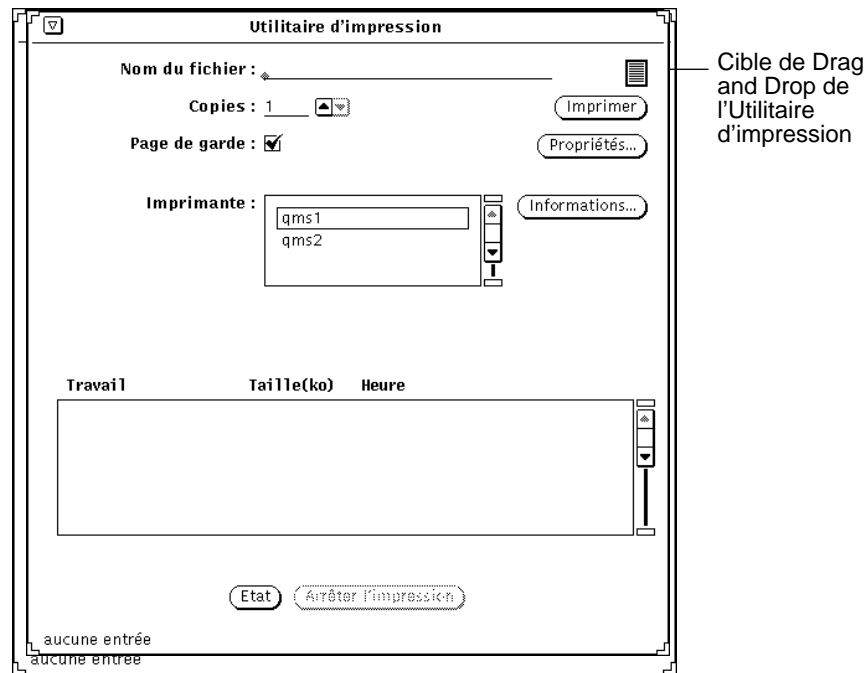 Utilitaire d'impression
Nom du fichier :
Cible de Drag
and Drop de
l'Utilitaire
d'impression
Copies : 1
Imprimer
Page de garde :
Propriétés...
Imprimante :
Informations...
qms1
qms2
Travail Taille(ko) Heure
Etat Arrêter l'impression
aucune entrée
aucune entrée